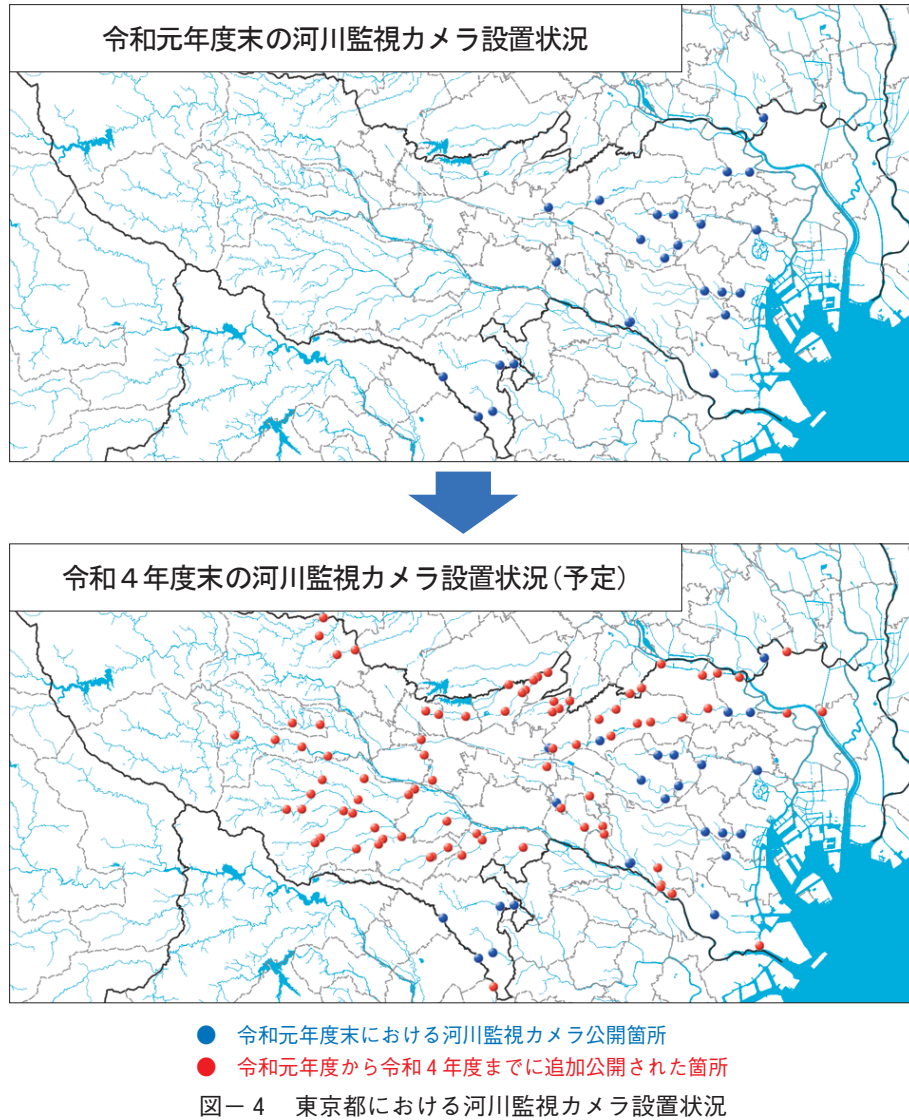 令和元年度末の河川監視カメラ設置状況
令和４年度末の河川監視カメラ設置状況（予定）
令和元年度末における河川監視カメラ公開箇所
令和元年度から令和４年度までに追加公開された箇所
図－4　東京都における河川監視カメラ設置状況